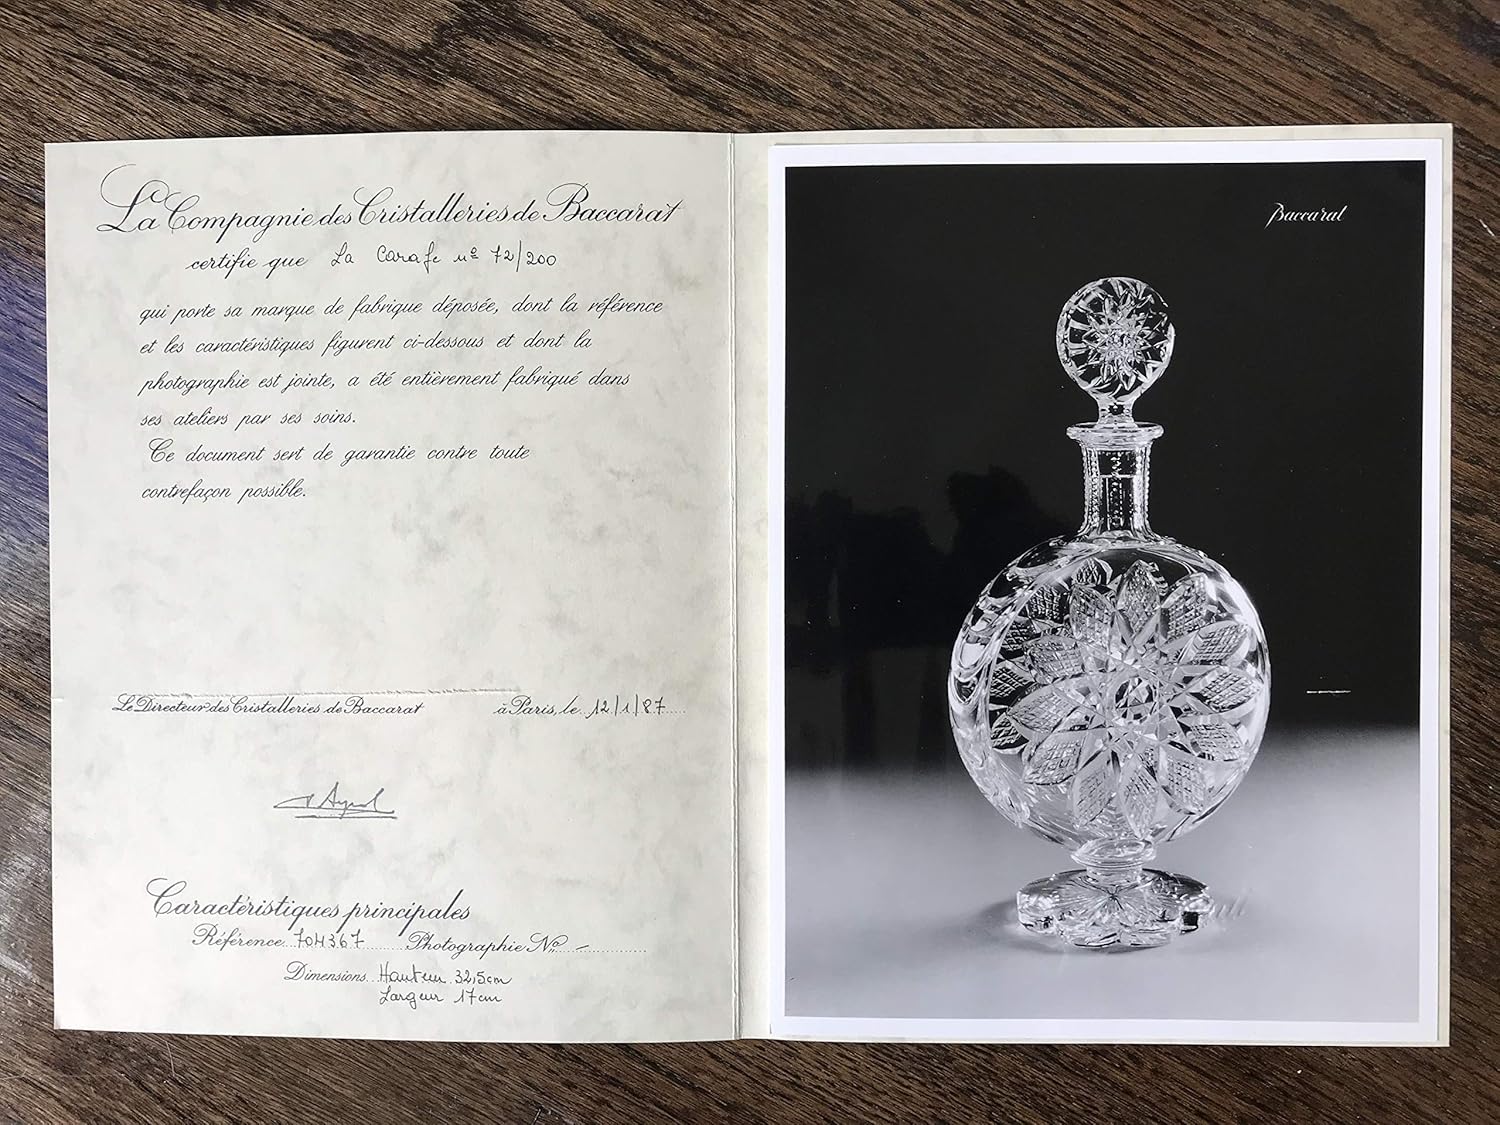 La Compagnie des Cristalleries de Baccarat
certifie que La Carafe nº 72/200
qui porte sa marque de fabrique déposée, dont la référence
et les caractéristiques figurent ci-dessous et dont la
photographie est jointe, a été entièrement fabriqué dans
ses ateliers par ses soins.
Ce document sert de garantie contre toute
contrefaçon possible.
Le Directeur des Cristalleries de Baccarat
à Paris, le 12/1/87
Caractéristiques principales
Référence 704367 Photographie No -
Dimensions Hauteur 32,5cm
Largeur 17cm
Baccarat